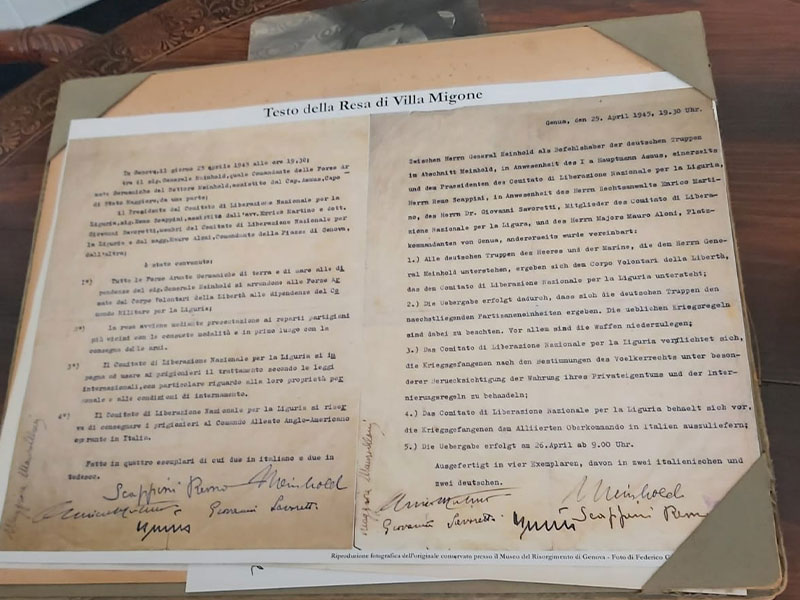 Testo della Resa di Villa Migone
In Genova, il giorno 25 aprile 1945 alle ore 19,30;
tra il sig. Generale Meinhold, quale Comandante delle Forze Ar
mate Germaniche del Settore Meinhold, assistito dal Cap. Asmus, Capo
di Stato Maggiore, da una parte;
il Presidente del Comitato di Liberazione Nazionale per la
Liguria, sig. Remo Scappini, assistito dall'avv. Errico Martino e dott.
Giovanni Savoretti, membri del Comitato di Liberazione Nazionale per
la Liguria e dal magg. Mauro Aloni, Comandante della Piazza di Genova,
dall'altra;
è stato convenuto:
1°) Tutte le Forze Armate Germaniche di terra e di mare alle di
pendenze del sig. Generale Meinhold si arrendono alle Forze Ar
mate del Corpo Volontari della Libertà alle dipendenze del Co
mando Militare per la Liguria;
2°) la resa avviene mediante presentazione ai reparti partigiani
più vicini con le consuete modalità e in primo luogo con la
consegna delle armi.
3°) Il Comitato di Liberazione Nazionale per la Liguria si im
pegna ad usare ai prigionieri il trattamento secondo le leggi
internazionali, con particolare riguardo alla loro proprietà per
sonale e alle condizioni di internamento.
4°) Il Comitato di Liberazione Nazionale per la Liguria si riser
va di consegnare i prigionieri al Comando Alleato Anglo-Americano
operante in Italia.
Fatto in quattro esemplari di cui due in italiano e due in
tedesco.
Scappini Remo Meinhold
Giovanni Savoretti
Genua, den 25. April 1945, 19.30 Uhr.
Zwischen Herrn General Meinhold als Befehlshaber der deutschen Truppen
im Abschnitt Meinhold, in Anwesenheit des I a Hauptmann Asmus, einerseits
und dem Praesidenten des Comitato di Liberazione Nazionale per la Liguria,
Herrn Remo Scappini, in Anwesenheit des Herrn Rechtsanwalts Errico Marti-
no, des Herrn Dr. Giovanni Savoretti, Mitglieder des Comitato di Libera-
zione Nazionale per la Ligura, und des Herrn Majors Mauro Aloni, Platz-
kommandanten von Genua, andererseits wurde vereinbart:
1.) Alle deutschen Truppen des Heeres und der Marine, die dem Herrn Gene-
ral Meinhold unterstehen, ergeben sich dem Corpo Volontari della Libertà,
das dem Comitato di Liberazione Nazionale per la Liguria untersteht;
2.) Die Uebergabe erfolgt dadurch, dass sich die deutschen Truppen den
naechstliegenden Partisaneneinheiten ergeben. Die ueblichen Kriegsregeln
sind dabei zu beachten. Vor allem sind die Waffen niederzulegen;
3.) Das Comitato di Liberazione Nazionale per la Liguria verpflichtet sich,
die Kriegsgefangenen nach den Bestimmungen des Voelkerrechts unter beson-
derer Beruecksichtigung der Wahrung ihres Privateigentums und der Inter-
nierungsregeln zu behandeln;
4.) Das Comitato di Liberazione Nazionale per la Liguria behaelt sich vor,
die Kriegsgefangenen dem Alliierten Oberkommando in Italien auszuliefern;
5.) Die Uebergabe erfolgt am 26.April ab 9.00 Uhr.
Ausgefertigt in vier Exemplaren, davon in zwei italienischen und
zwei deutschen.
Meinhold
Giovanni Savoretti Scappini Remo
Riproduzione fotografica dell'originale conservato presso il Museo del Risorgimento di Genova - Foto di Federico